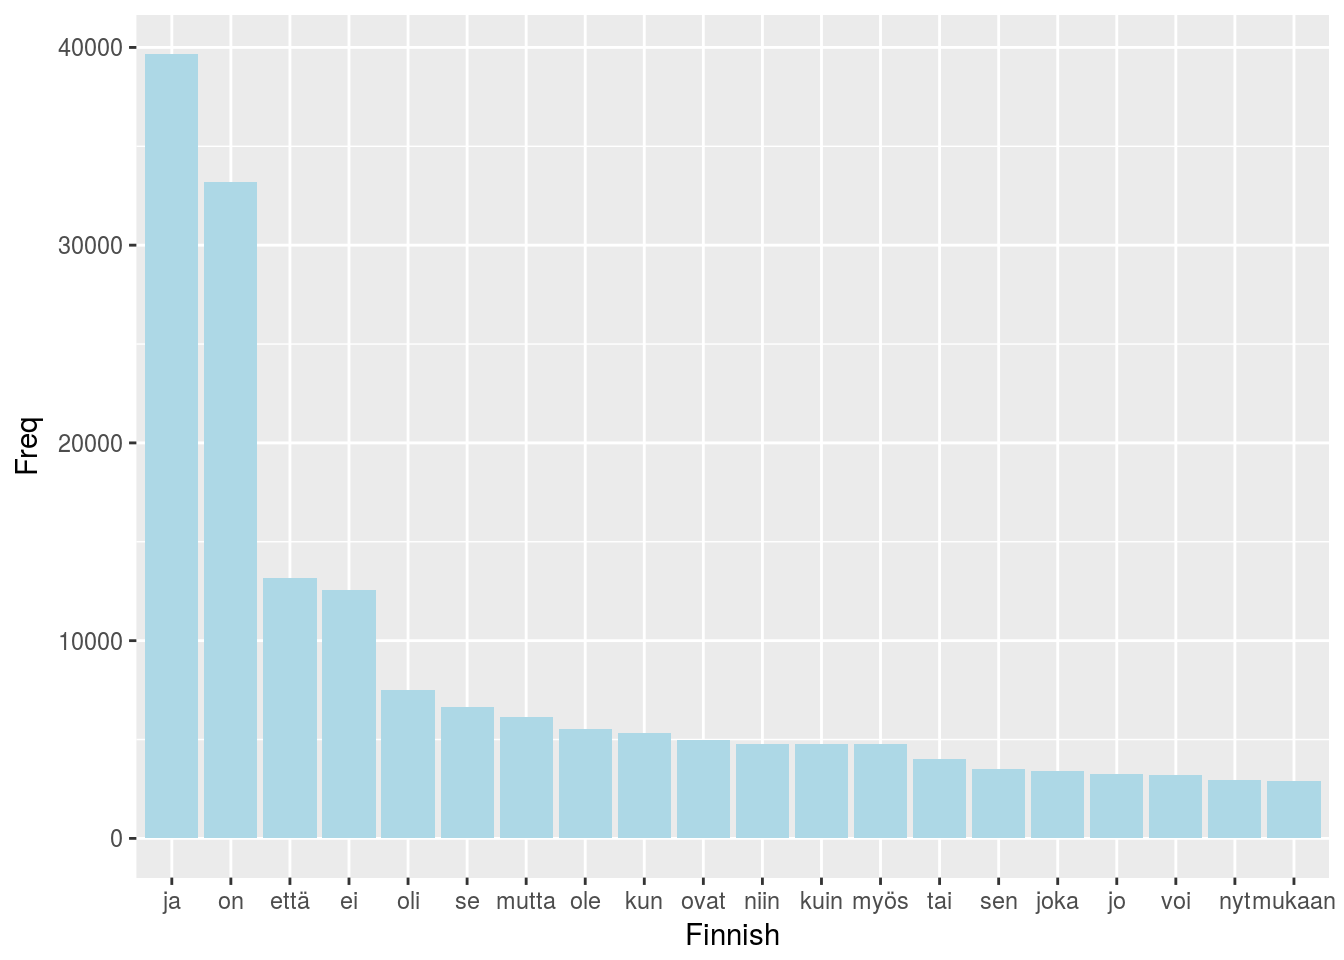 40000
30000
20000
10000
0
Freq
ja on että ei oli se mutta ole kun ovat niin kuin myös tai sen joka jo voi nyt mukaan
Finnish